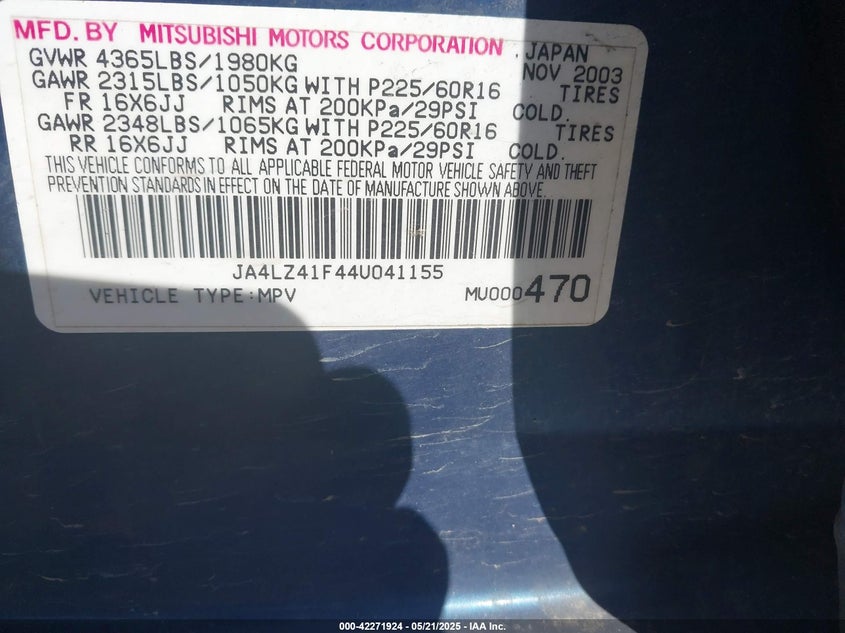 MFD. BY MITSUBISHI MOTORS CORPORATION . JAPAN
GVWR 4365LBS/1980KG NOV 2003
GAWR 2315LBS/1050KG WITH P225/60R16 TIRES
FR 16X6JJ RIMS AT 200KPa/29PSI COLD.
GAWR 2348LBS/1065KG WITH P225/60R16 TIRES
RR 16X6JJ RIMS AT 200KPa/29PSI COLD.
THIS VEHICLE CONFORMS TO ALL APPLICABLE FEDERAL MOTOR VEHICLE SAFETY AND THEFT
PREVENTION STANDARDS IN EFFECT ON THE DATE OF MANUFACTURE SHOWN ABOVE.
JA4LZ41F44U041155
VEHICLE TYPE:MPV MU000470
000-42271924 / 05/21/2025 - IAA Inc.